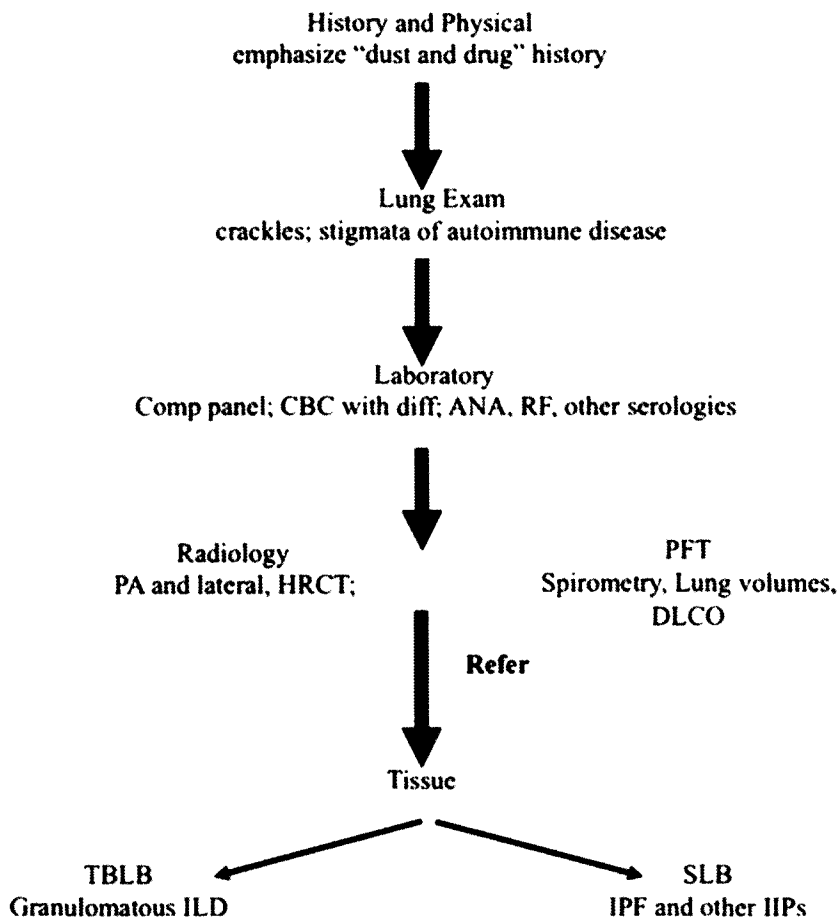 History and Physical
emphasize “dust and drug” history
Lung Exam
crackles; stigmata of autoimmune disease
Laboratory
Comp panel; CBC with diff; ANA, RF, other serologies
Radiology
PA and lateral, HRCT;
PFT
Spirometry, Lung volumes,
DLCO
Refer
Tissue
TBLB
Granulomatous ILD
SLB
IPF and other IIPs